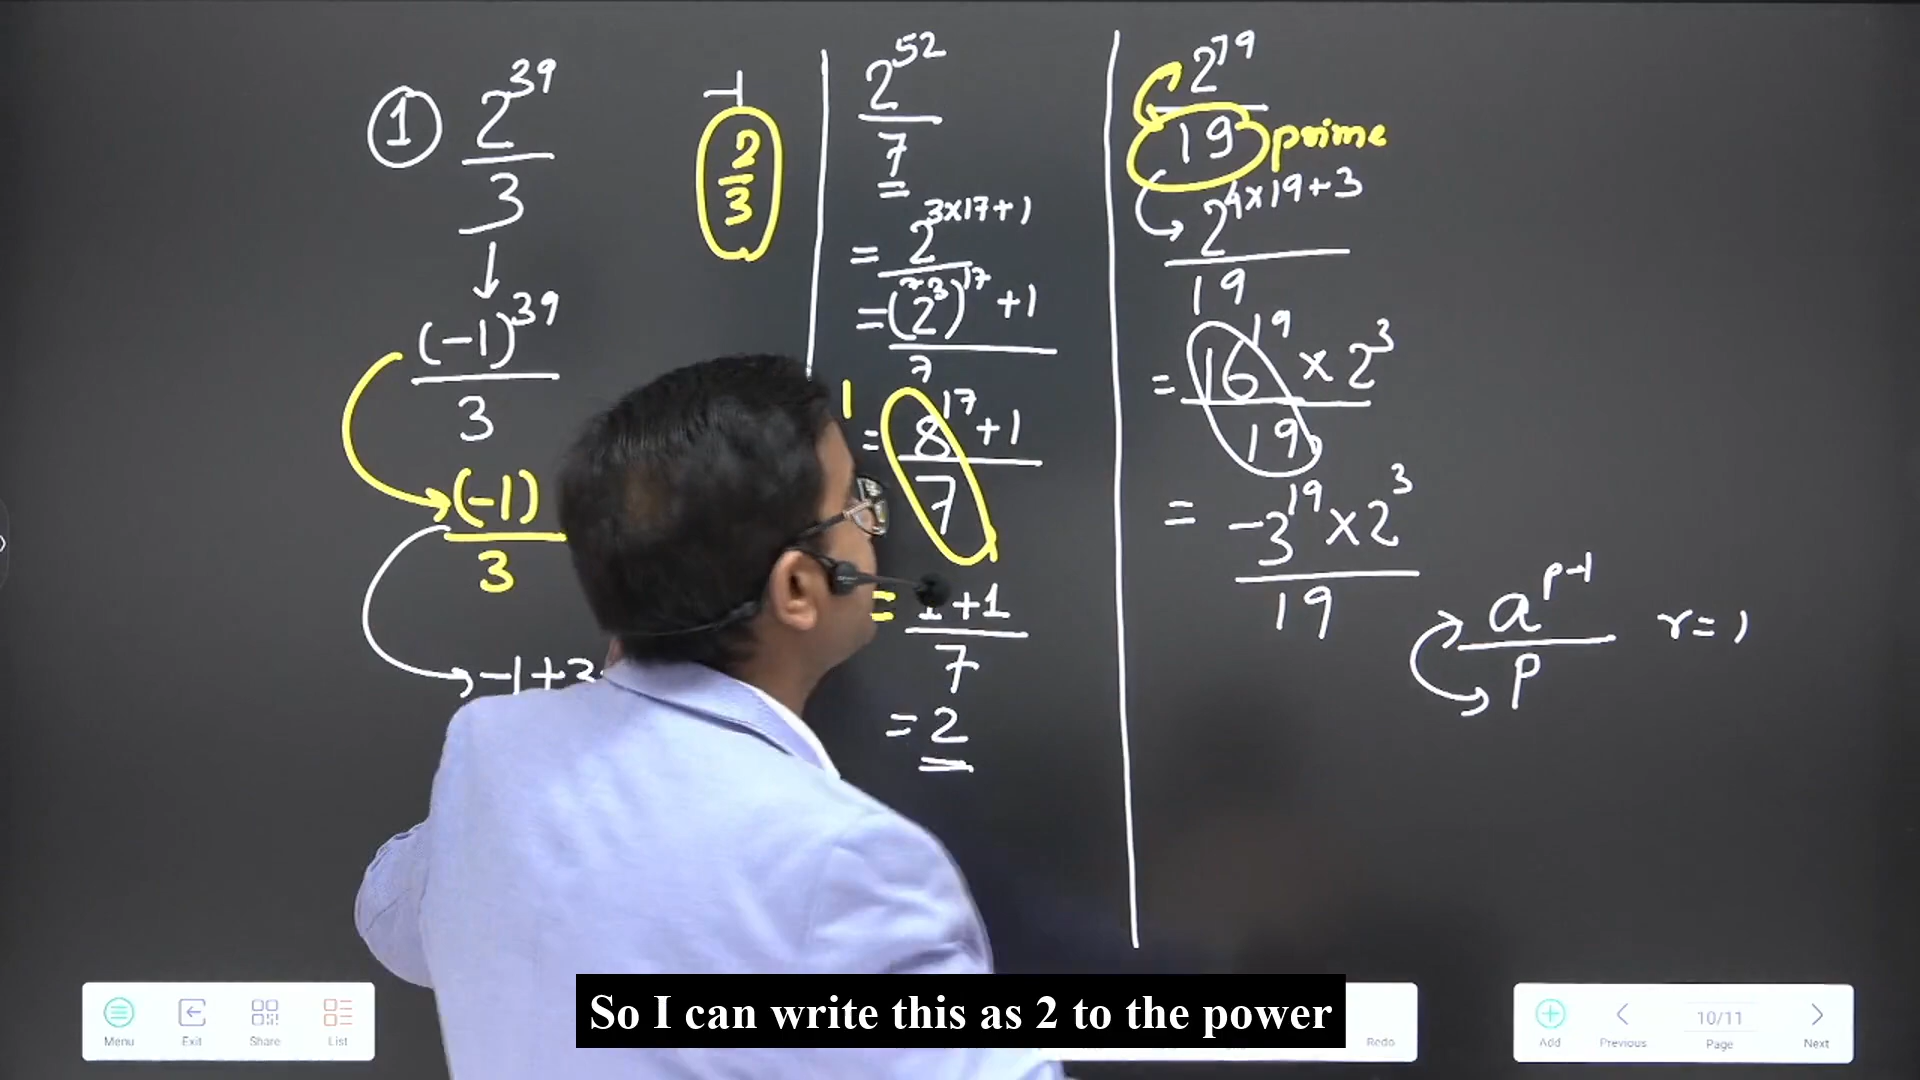 ① 2^39 / 3
↓
(-1)^39 / 3
(-1) / 3
-1+3
-1
2/3
2^52 / 7
= 2^(3×17+1) / 7
= (2^3)^17 +1 / 7
1
= 8^17 +1 / 7
= 1+1 / 7
= 2
2^79 / 19 prime
2^(4×19+3) / 19
= 16^19 × 2^3 / 19
= -3^19 × 2^3 / 19
a^(p-1) / p r=1
So I can write this as 2 to the power
Menu Exit Share List
Redo
Add Previous 10/11 Page Next